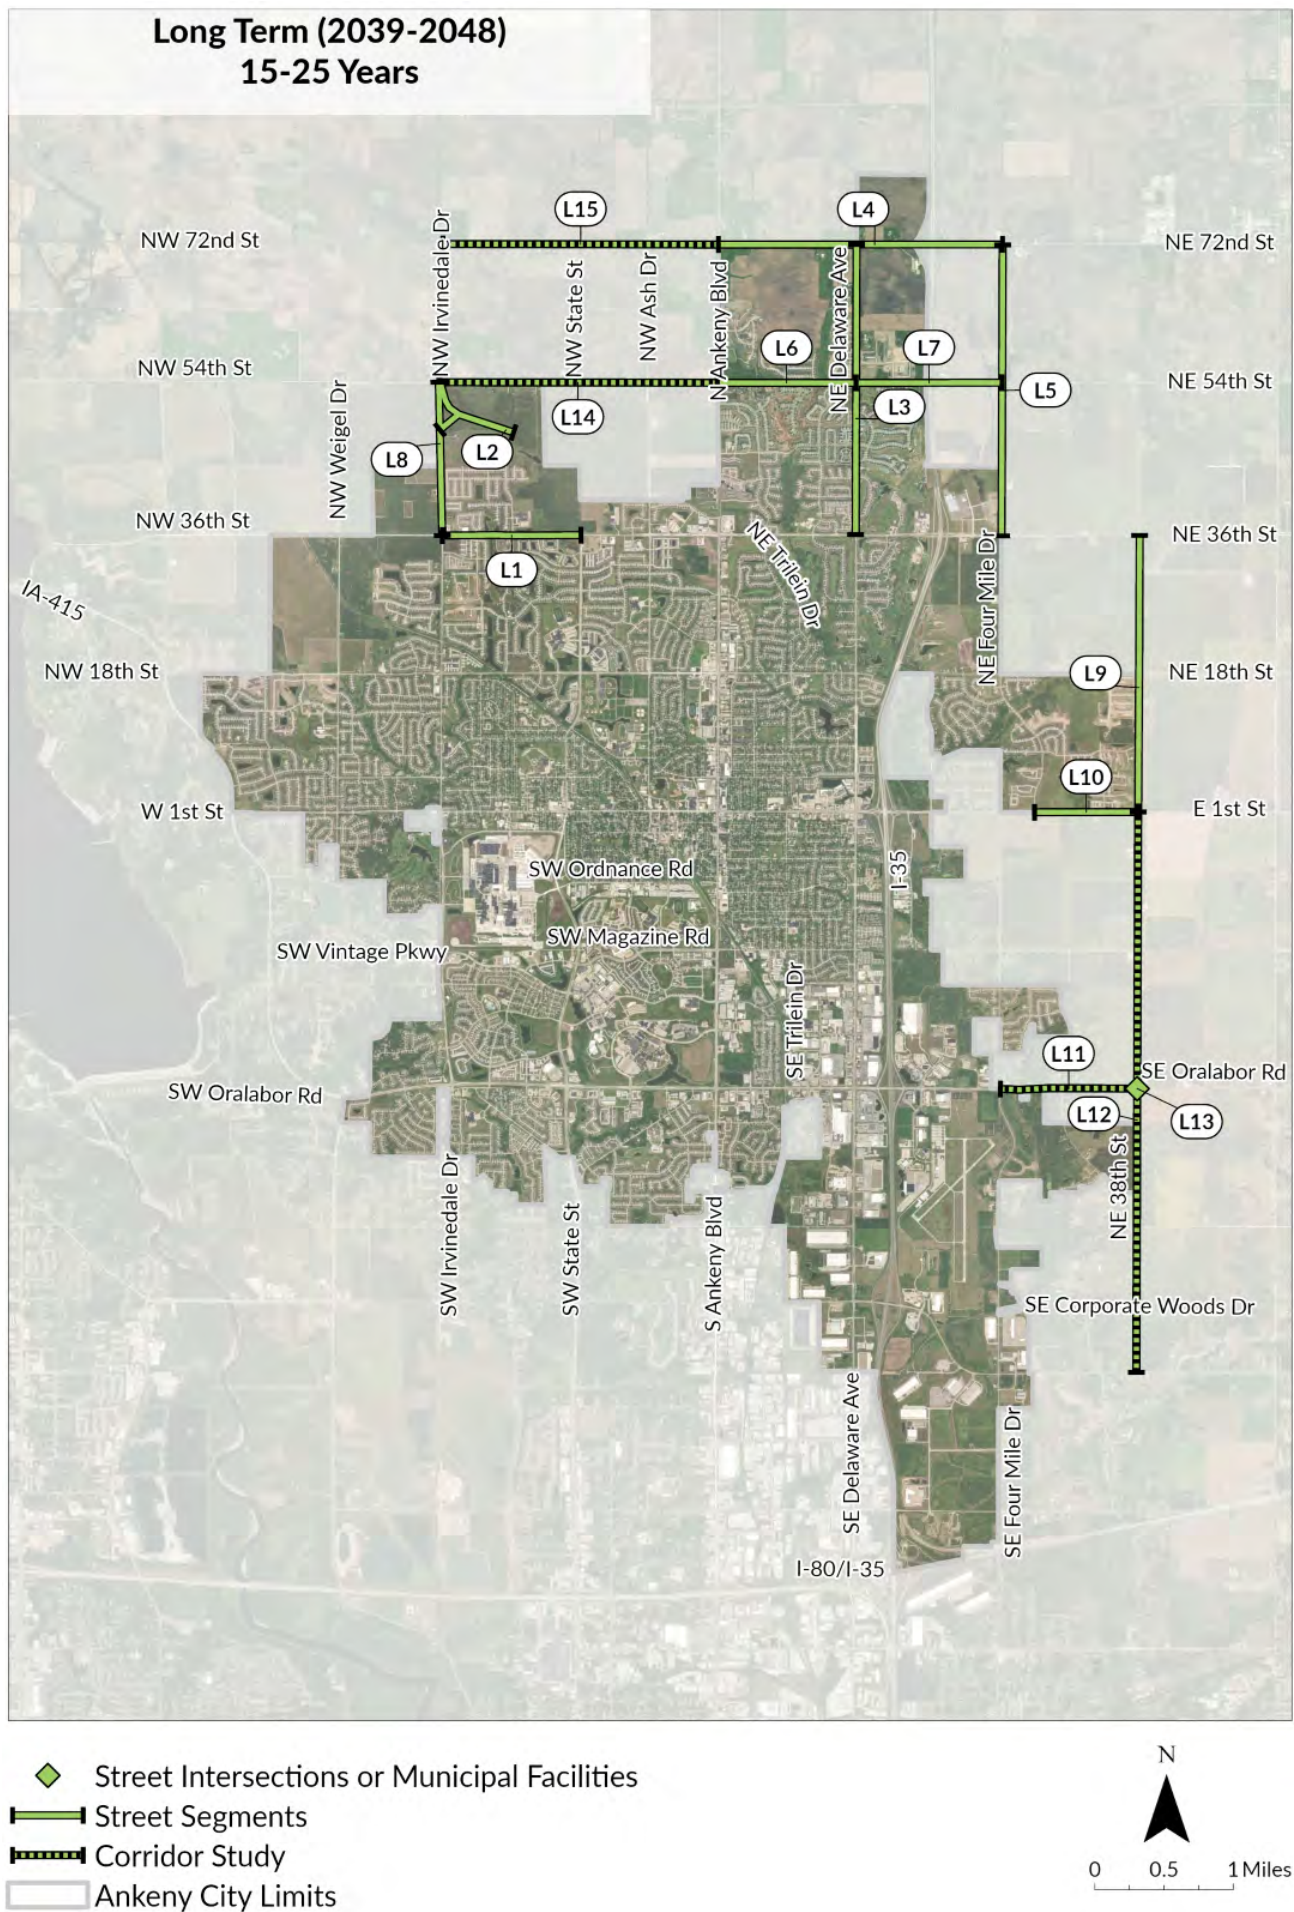 Long Term (2039-2048)
15-25 Years
L15
L4
NW 72nd St
NW Irvinedale Dr
NW State St
NW Ash Dr
N Ankeny Blvd
NE Delaware Ave
NE 72nd St
L6
L7
NW 54th St
NE 54th St
L5
L14
L3
NW Weigel Dr
L8
L2
NW 36th St
NE Trilein Dr
NE Four Mile Dr
NE 36th St
L1
IA-415
NW 18th St
L9
NE 18th St
L10
W 1st St
E 1st St
SW Ordnance Rd
I-35
SW Vintage Pkwy
SW Magazine Rd
SE Trilein Dr
L11
SE Oralabor Rd
SW Oralabor Rd
L12
L13
NE 38th St
SW Irvinedale Dr
SW State St
S Ankeny Blvd
SE Corporate Woods Dr
SE Delaware Ave
SE Four Mile Dr
I-80/I-35
Street Intersections or Municipal Facilities
Street Segments
Corridor Study
Ankeny City Limits
N
0 0.5 1 Miles